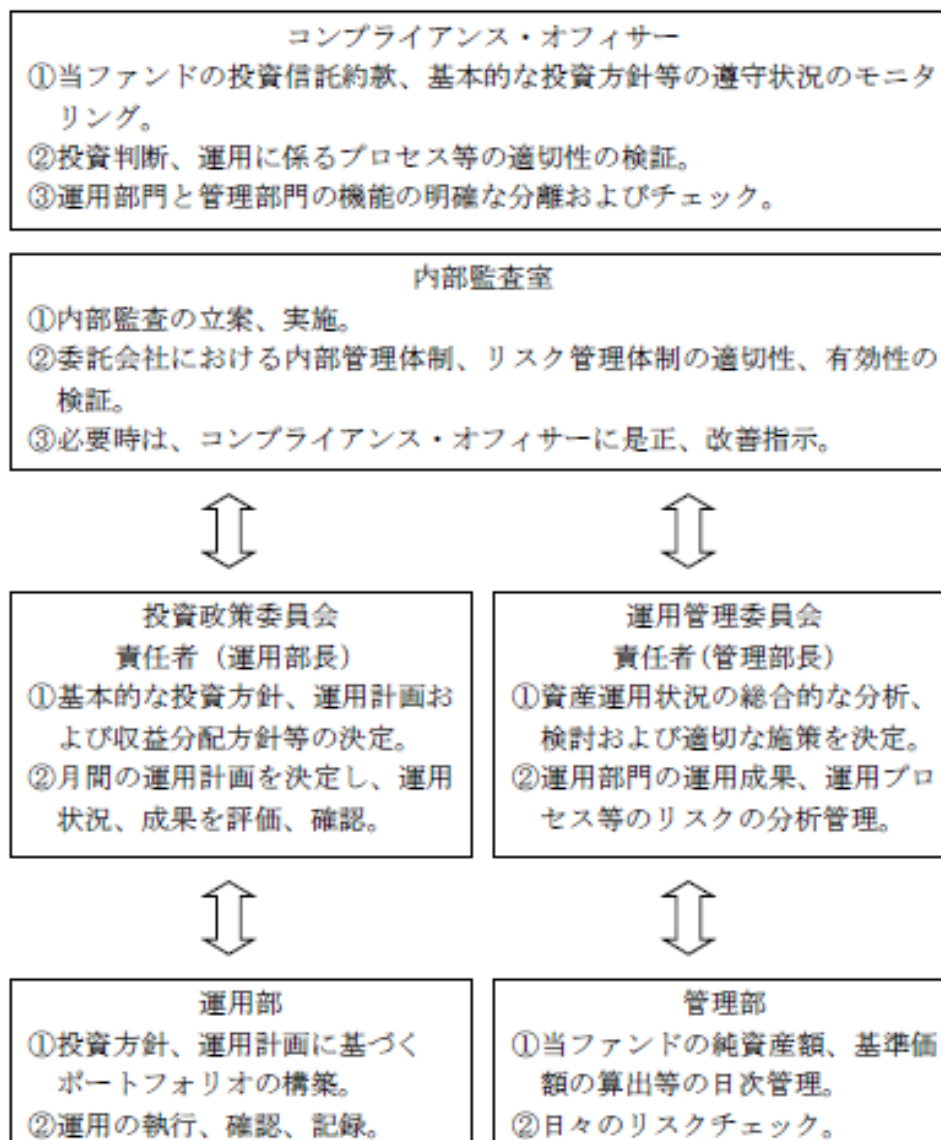 コンプライアンス・オフィサー
①当ファンドの投資信託約款、基本的な投資方針等の遵守状況のモニタ
リング。
②投資判断、運用に係るプロセス等の適切性の検証。
③運用部門と管理部門の機能の明確な分離およびチェック。
内部監査室
①内部監査の立案、実施。
②委託会社における内部管理体制、リスク管理体制の適切性、有効性の
検証。
③必要時は、コンプライアンス・オフィサーに是正、改善指示。
投資政策委員会
責任者（運用部長）
①基本的な投資方針、運用計画お
よび収益分配方針等の決定。
②月間の運用計画を決定し、運用
状況、成果を評価、確認。
運用管理委員会
責任者(管理部長)
①資産運用状況の総合的な分析、
検討および適切な施策を決定。
②運用部門の運用成果、運用プロ
セス等のリスクの分析管理。
運用部
①投資方針、運用計画に基づく
ポートフォリオの構築。
②運用の執行、確認、記録。
管理部
①当ファンドの純資産額、基準価
額の算出等の日次管理。
②日々のリスクチェック。